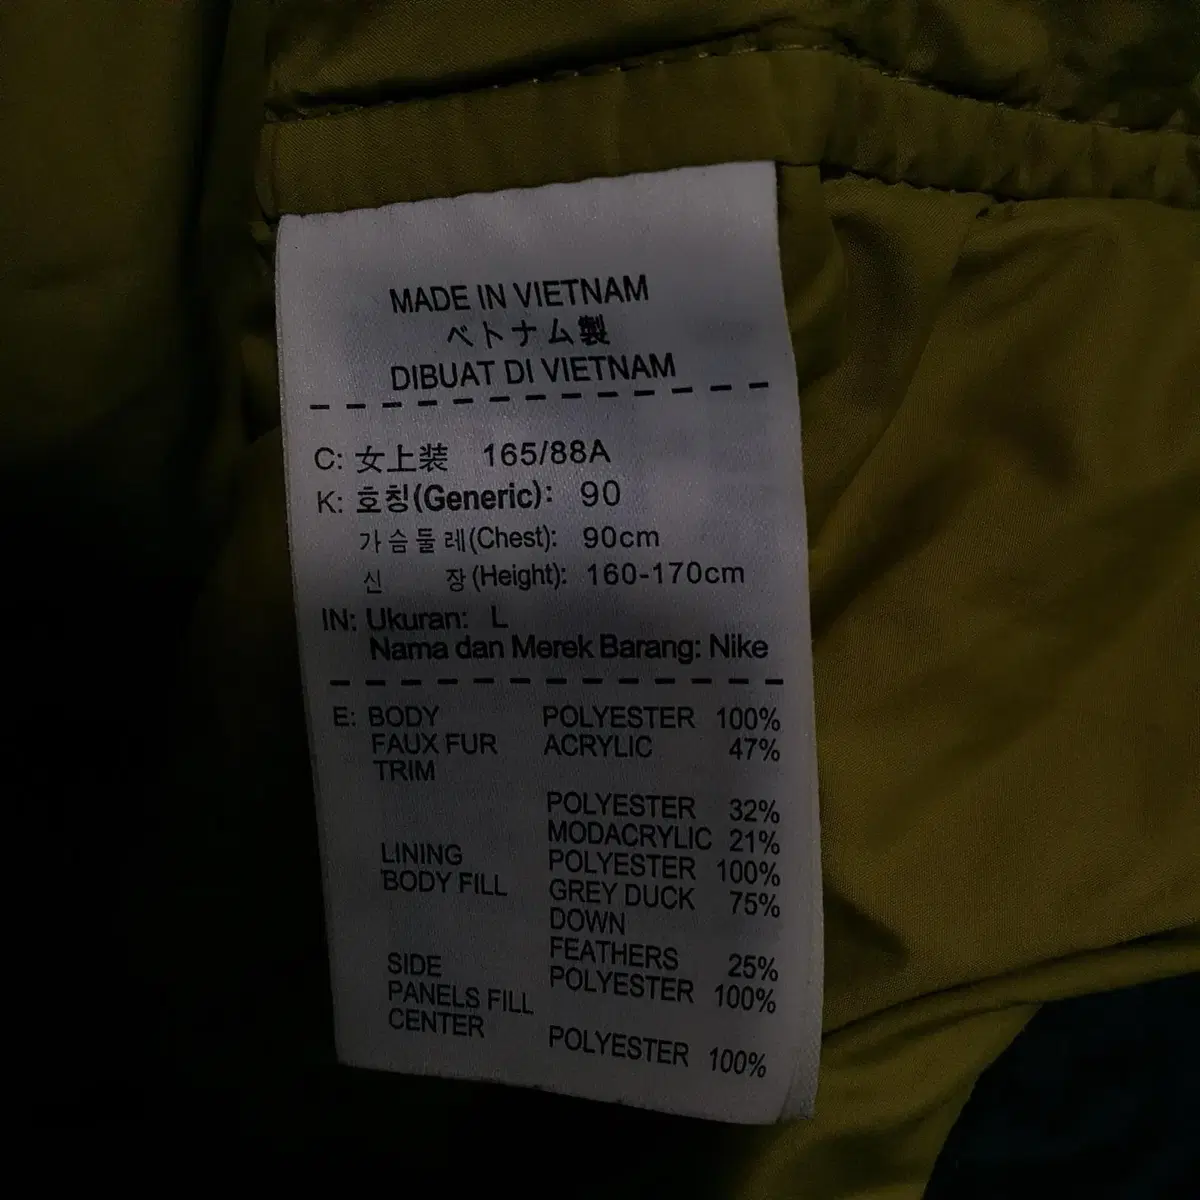 MADE IN VIETNAM
ベトナム製
DIBUAT DI VIETNAM
C: 女上装 165/88A
K: 호칭(Generic): 90
가슴둘레(Chest): 90cm
신 장(Height): 160-170cm
IN: Ukuran: L
Nama dan Merek Barang: Nike
E: BODY POLYESTER 100%
FAUX FUR ACRYLIC 47%
TRIM
POLYESTER 32%
MODACRYLIC 21%
LINING POLYESTER 100%
BODY FILL GREY DUCK 75%
DOWN
FEATHERS 25%
SIDE POLYESTER 100%
PANELS FILL
CENTER POLYESTER 100%